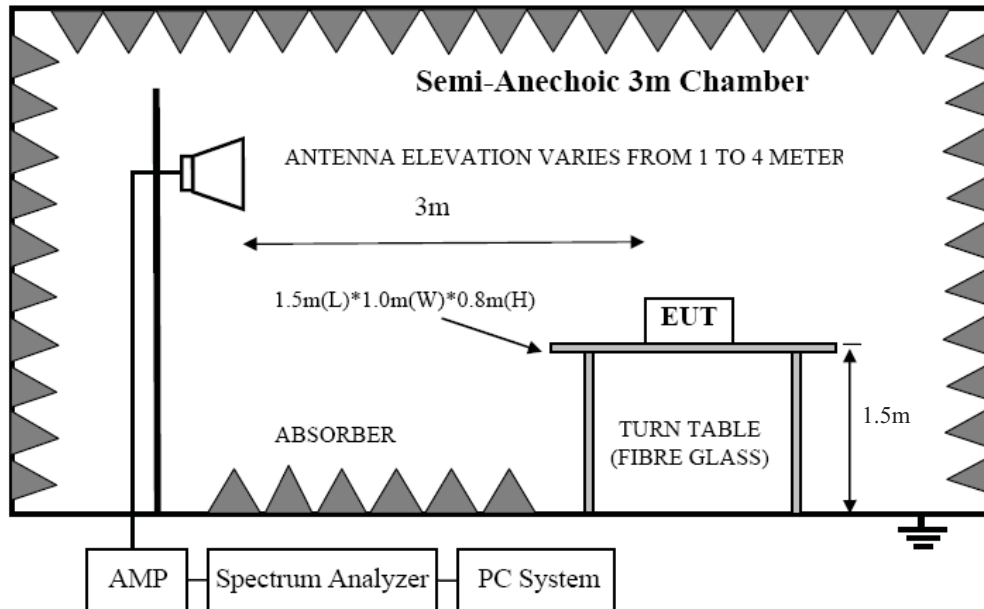 Semi-Anechoic 3m Chamber
ANTENNA ELEVATION VARIES FROM 1 TO 4 METER
3m
1.5m(L)*1.0m(W)*0.8m(H)
EUT
1.5m
ABSORBER
TURN TABLE
(FIBRE GLASS)
AMP
Spectrum Analyzer
PC System